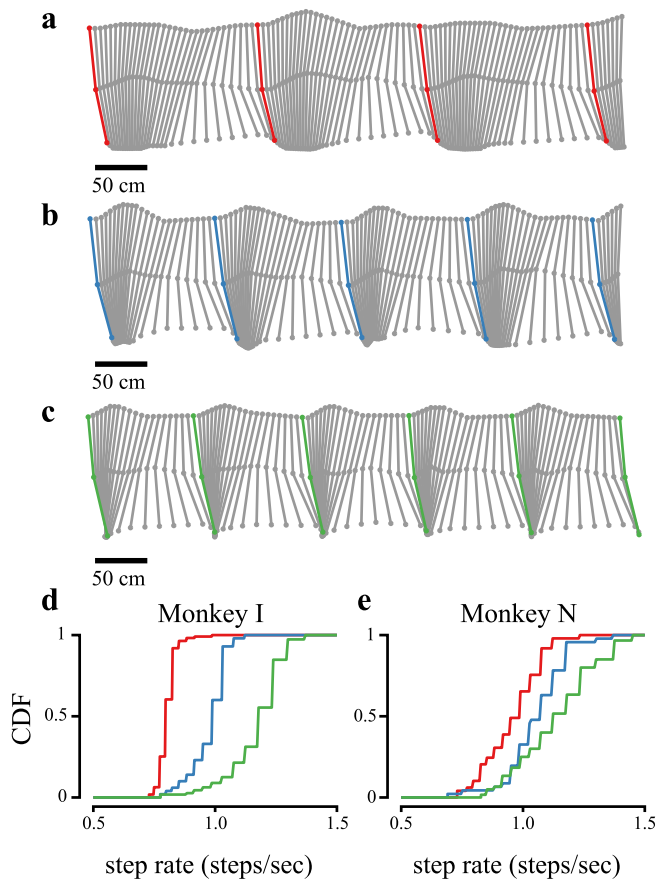 a
50 cm
b
50 cm
c
50 cm
d
Monkey I
e
Monkey N
CDF
1
0.5
0
0.5
1.0
1.5
1
0.5
0
0.5
1.0
1.5
step rate (steps/sec)
step rate (steps/sec)